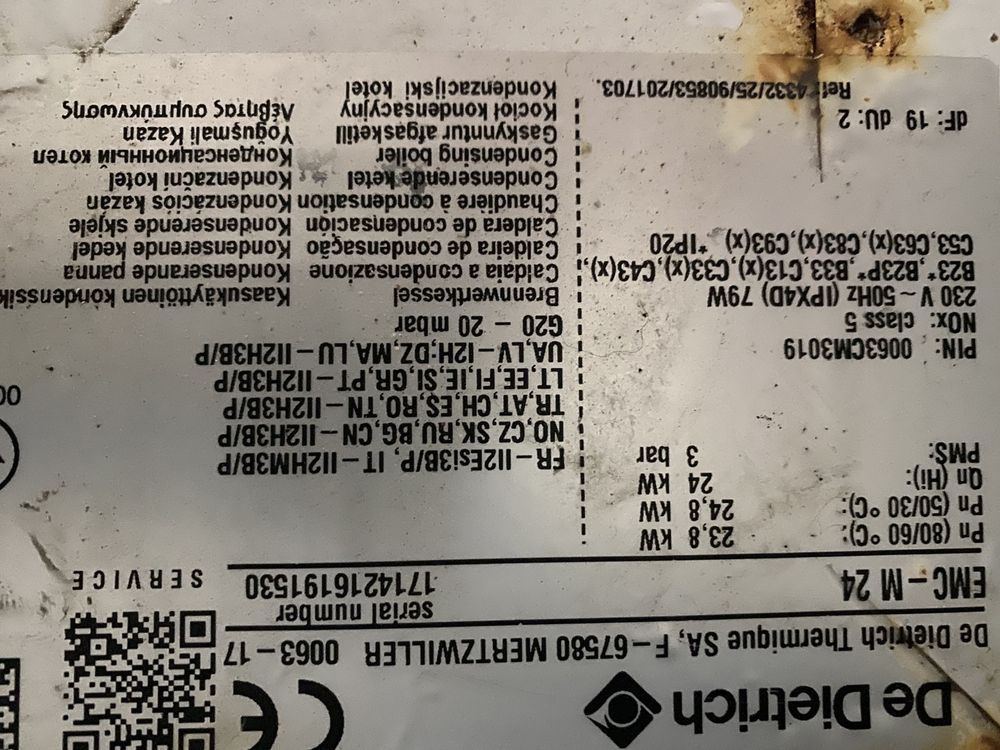 De Dietrich CE
De Dietrich Thermique SA, F-67580 MERTZWILLER 0063-17
EMC-M 24
serial number
1714216191530
SERVICE
Pn (80/60 °C): 23,8 kW
Pn (50/30 °C): 24,8 kW
Qn (Hi): 24 kW
PMS: 3 bar
PIN: 0063CM3019
NOx: class 5
230 V ~ 50Hz (IPX4D) 79W
B23*,B23P*,B33,C13(x),C33(x),C43(x),
C53,C63(x),C83(x),C93(x) *IP20
dF: 19 dU: 2
Ref: 4332/25/90853/201703.
FR-II2Esi3B/P, IT-II2HM3B/P
NO,CZ,SK,RU,BG,CN-II2H3B/P
TR,AT,CH,ES,RO,TN-II2H3B/P
LT,EE,FI,IE,SI,GR,PT-II2H3B/P
UA,LV-I2H,DZ,MA,LU-II2H3B/P
G20 - 20 mbar
Brennwertkessel
Caldaia a condensazione
Caldeira de condensação
Caldera de condensación
Chaudière à condensation
Condenserende ketel
Condensing boiler
Gaskynntur afgasketill
Kocioł kondensacyjny
Kondenzacijski kotel
Kaasukäyttöinen kondenssik
Kondenserande panna
Kondenserende kedel
Kondenserende skjele
Kondenzációs kazan
Kondenzační kotel
Конденсационный котел
Yoğuşmali Kazan
Λέβητας συμπύκνωσης